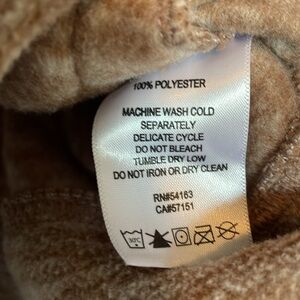 100% POLYESTER
MACHINE WASH COLD
SEPARATELY
DELICATE CYCLE
DO NOT BLEACH
TUMBLE DRY LOW
DO NOT IRON OR DRY CLEAN
RN#54163
CA#57151
30°C